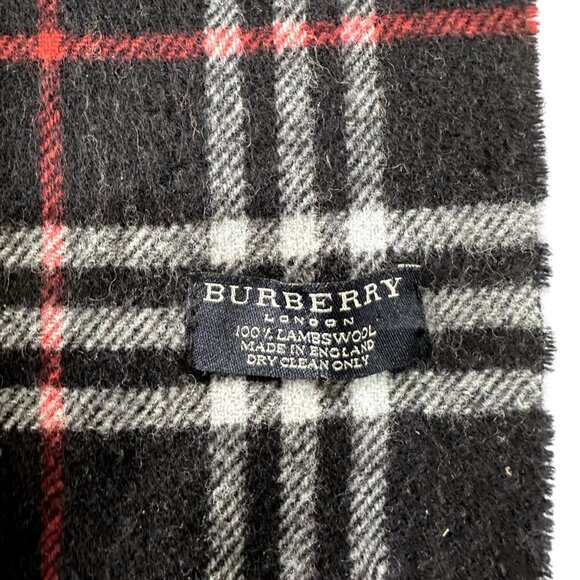 BURBERRY
LONDON
100% LAMBSWOOL
MADE IN ENGLAND
DRY CLEAN ONLY